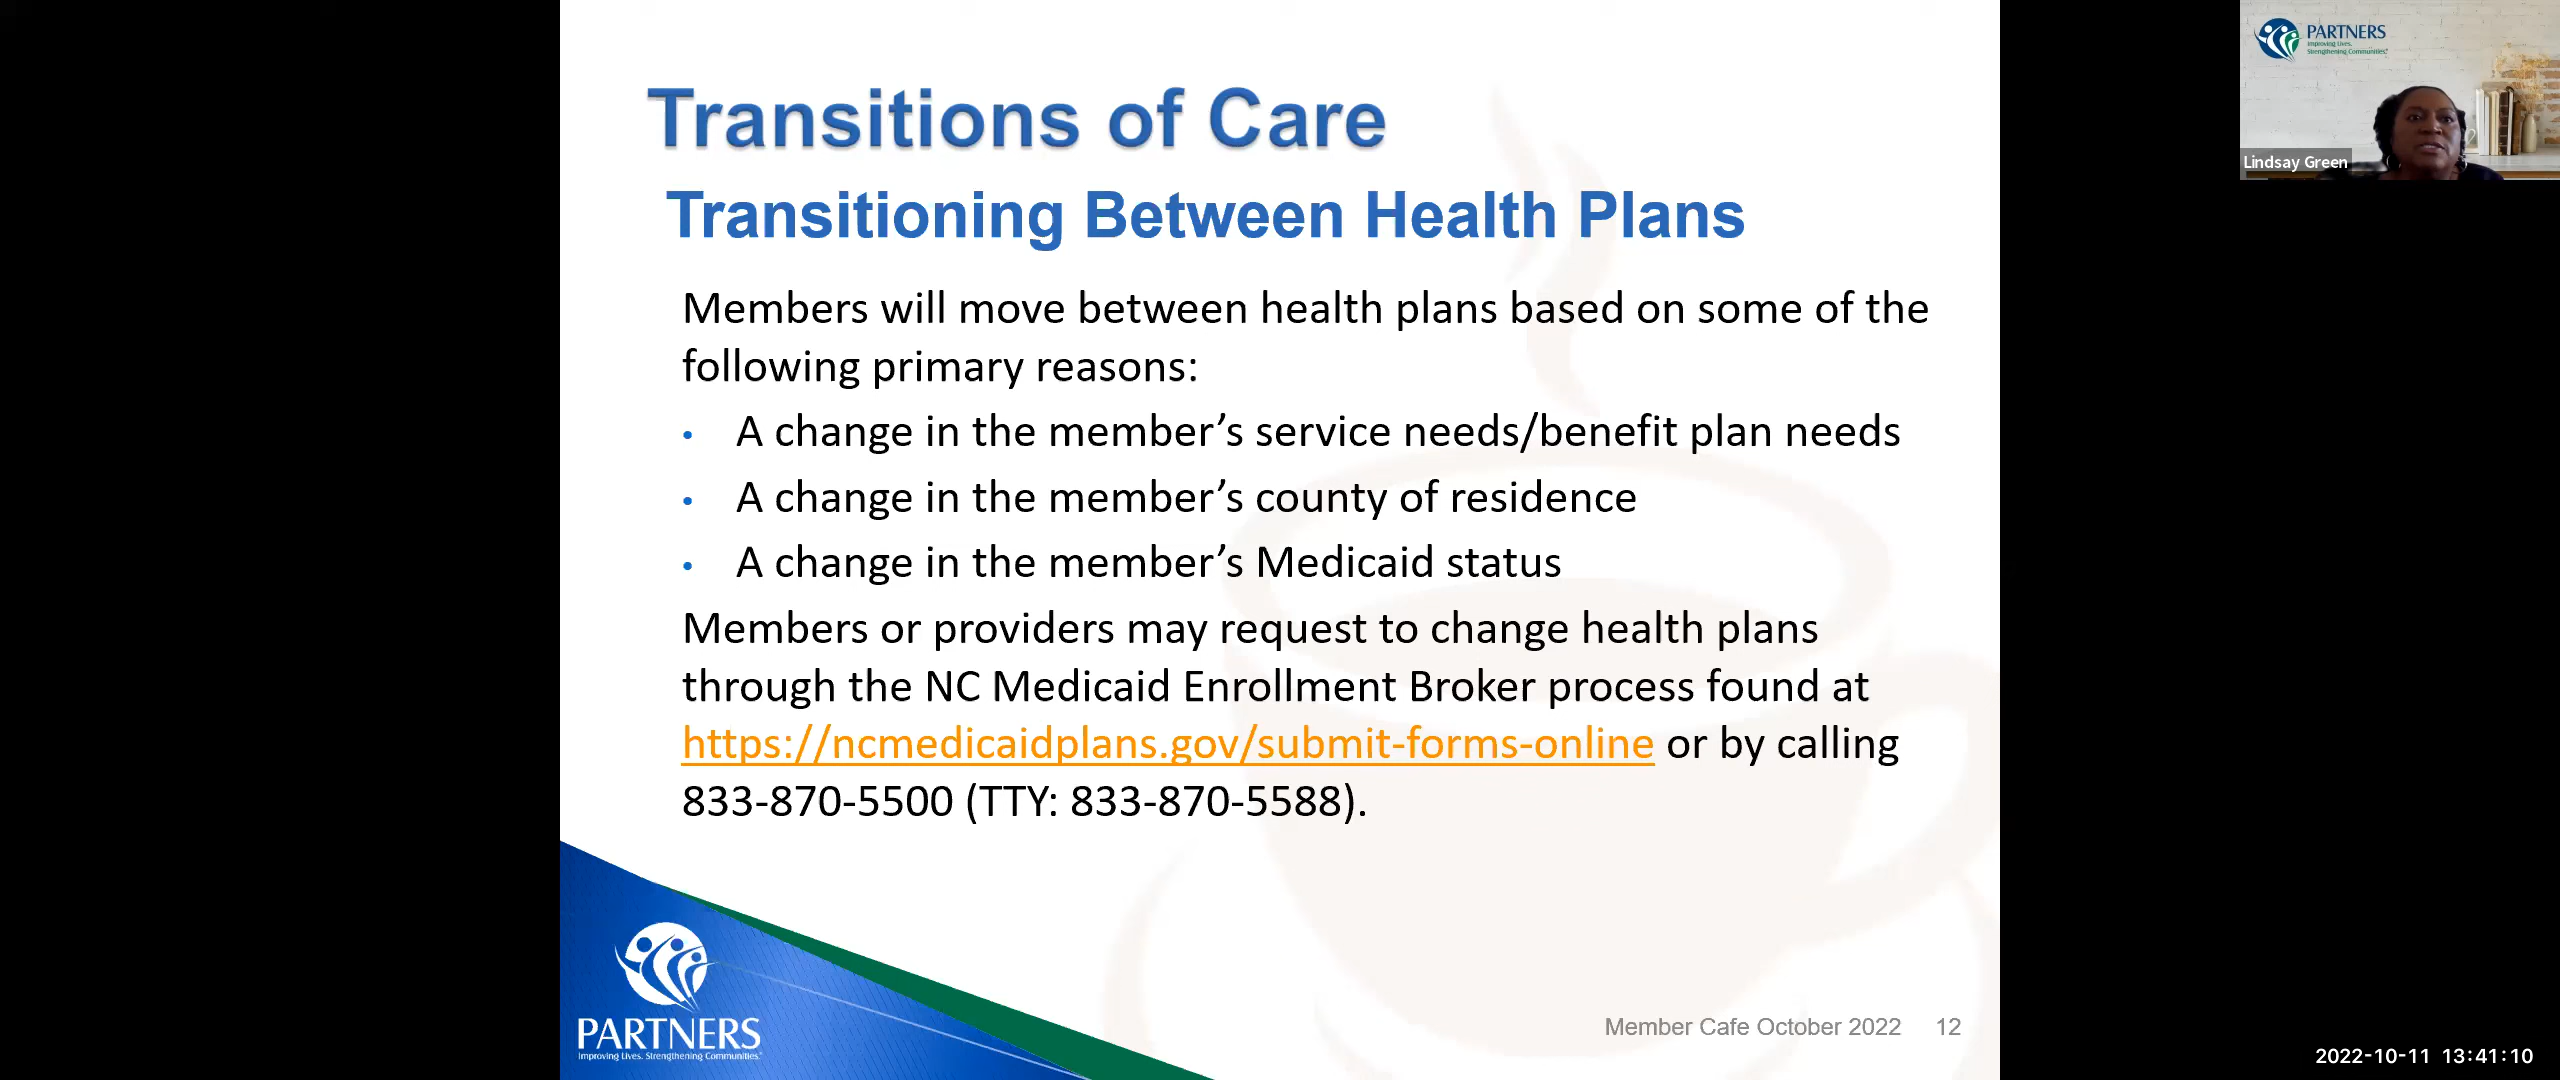 Transitions of Care
Transitioning Between Health Plans
Members will move between health plans based on some of the
following primary reasons:
• A change in the member’s service needs/benefit plan needs
• A change in the member’s county of residence
• A change in the member’s Medicaid status
Members or providers may request to change health plans
through the NC Medicaid Enrollment Broker process found at
https://ncmedicaidplans.gov/submit-forms-online or by calling
833-870-5500 (TTY: 833-870-5588).
PARTNERS
Improving Lives. Strengthening Communities.
Member Cafe October 2022 12
PARTNERS
Improving Lives.
Strengthening Communities.
Lindsay Green
2022-10-11 13:41:10